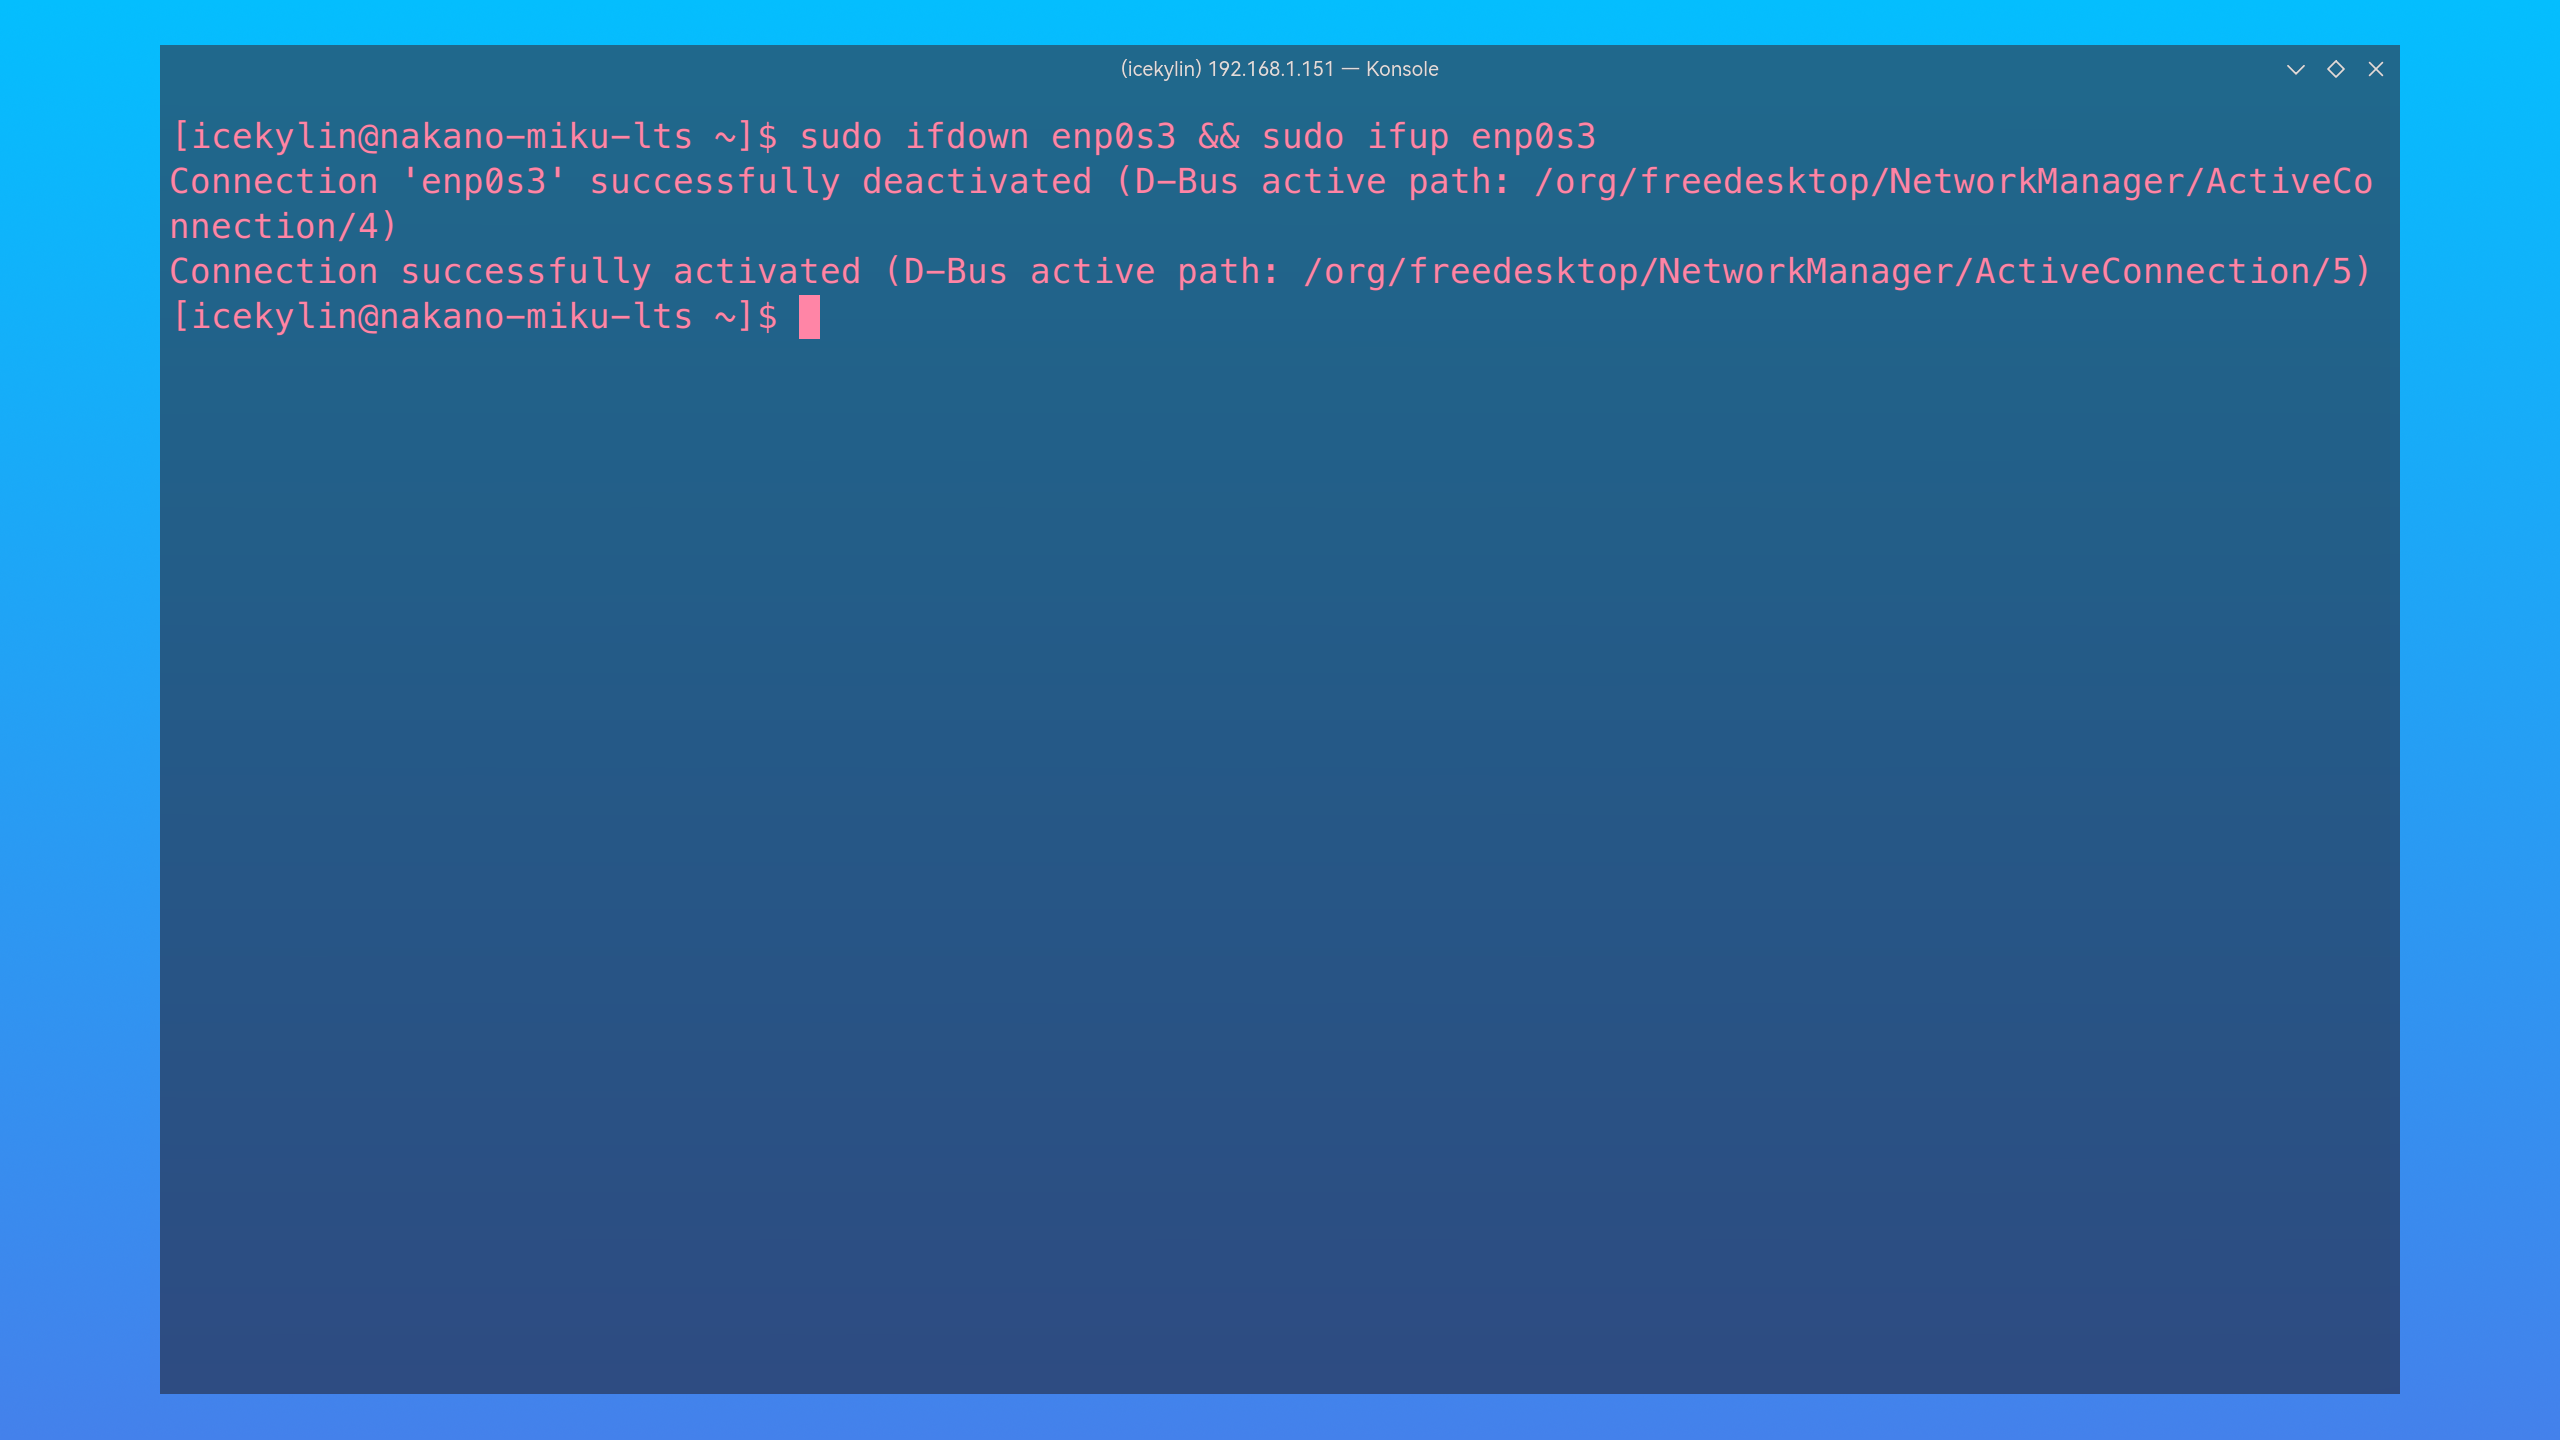 (icekylin) 192.168.1.151 — Konsole
[icekylin@nakano-miku-lts ~]$ sudo ifdown enp0s3 && sudo ifup enp0s3
Connection 'enp0s3' successfully deactivated (D-Bus active path: /org/freedesktop/NetworkManager/ActiveCo
nnection/4)
Connection successfully activated (D-Bus active path: /org/freedesktop/NetworkManager/ActiveConnection/5)
[icekylin@nakano-miku-lts ~]$